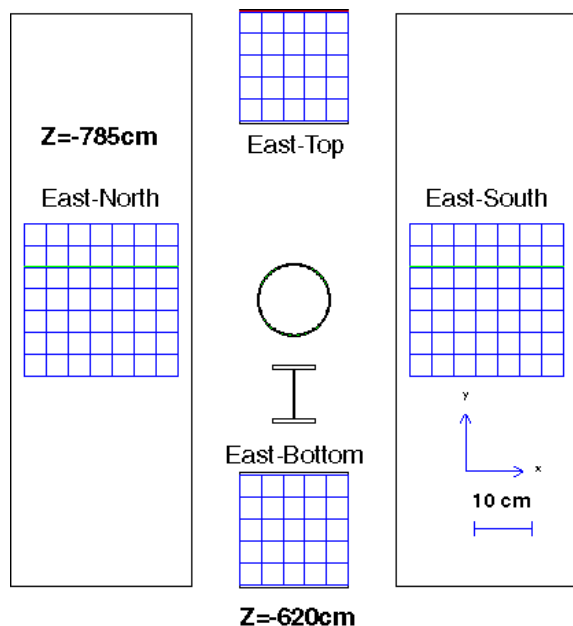 Z=-785cm
East-Top
East-North
East-South
y
East-Bottom
x
10 cm
Z=-620cm